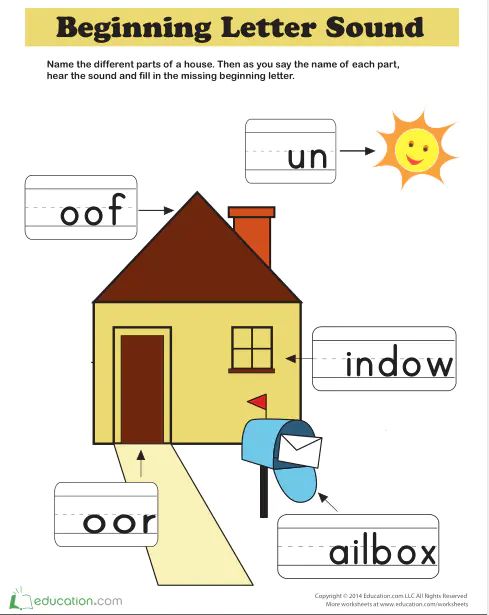 Beginning Letter Sound
Name the different parts of a house. Then as you say the name of each part,
hear the sound and fill in the missing beginning letter.
un
oof
indow
oor
ailbox
education.com
Copyright © 2014 Education.com LLC All Rights Reserved
More worksheets at www.education.com/worksheets